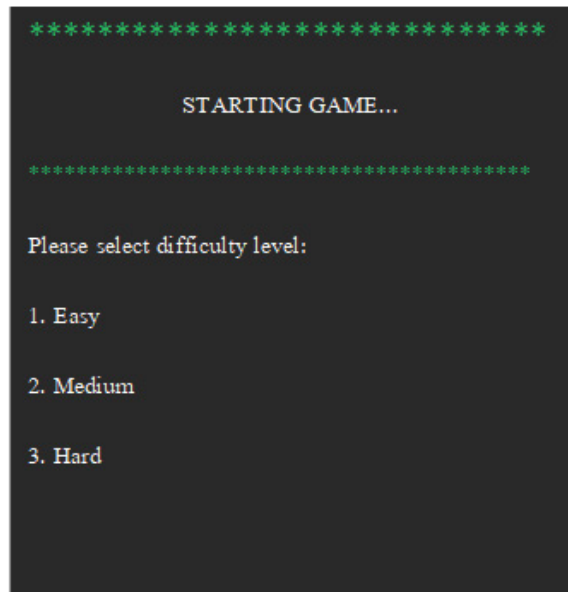 ******************************
STARTING GAME...
******************************************
Please select difficulty level:
1. Easy
2. Medium
3. Hard